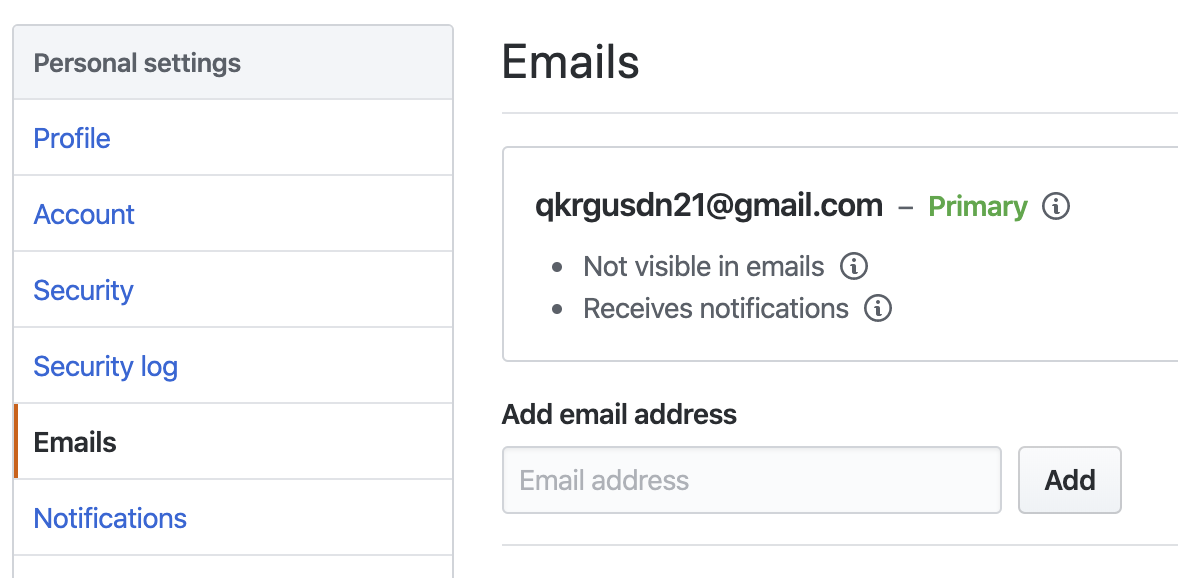 Personal settings
Profile
Account
Security
Security log
Emails
Notifications
Emails
qkrgusdn21@gmail.com – Primary
• Not visible in emails
• Receives notifications
Add email address
Email address
Add